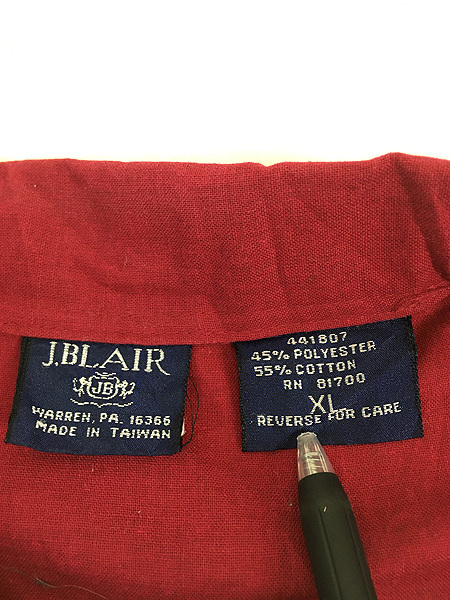 J.BLAIR
JB
WARREN, PA. 16366
MADE IN TAIWAN
441807
45% POLYESTER
55% COTTON
RN 81700
XL
REVERSE FOR CARE